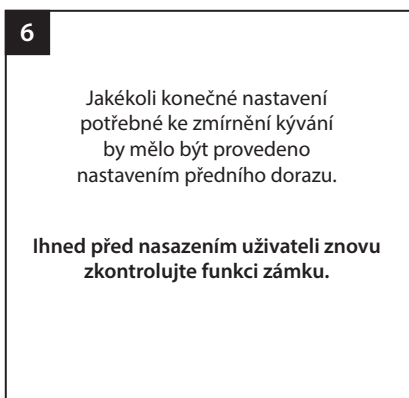 6
Jakékoli konečné nastavení
potřebné ke zmírnění kývání
by mělo být provedeno
nastavením předního dorazu.
Ihned před nasazením uživateli znovu
zkontrolujte funkci zámku.